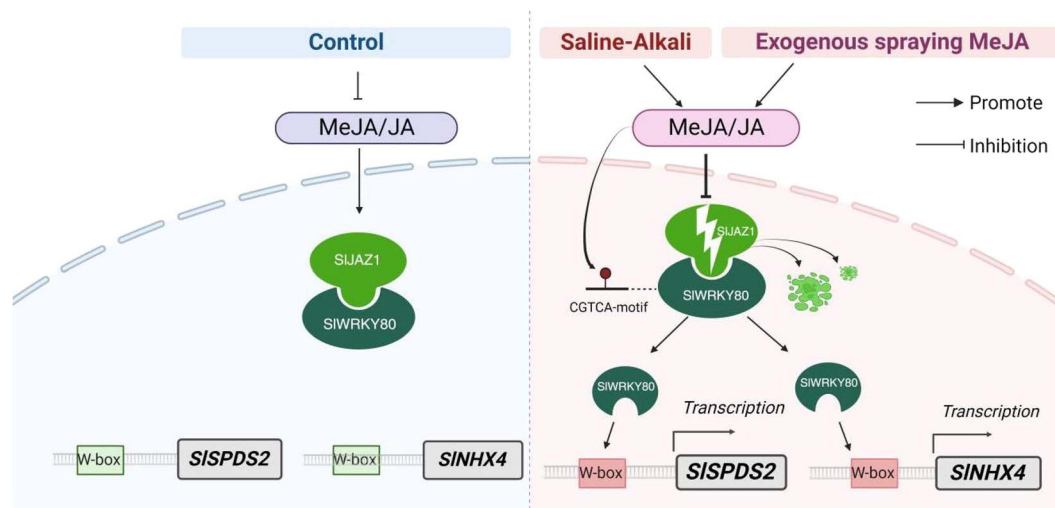 Control
MeJA/JA
SlJAZ1
SlWRKY80
W-box
SlSPDS2
W-box
SlNHX4
Saline-Alkali
Exogenous spraying MeJA
MeJA/JA
Promote
Inhibition
SlJAZ1
SlWRKY80
CGTCA-motif
SlWRKY80
SlWRKY80
Transcription
Transcription
W-box
SlSPDS2
W-box
SlNHX4